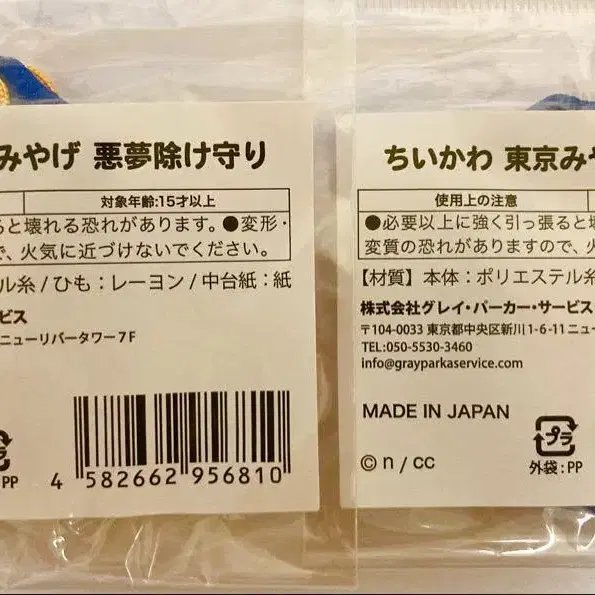 みやげ 悪夢除け守り
対象年齢:15才以上
ると壊れる恐れがあります。●変形・
で、火気に近づけないでください。
ル糸/ひも:レーヨン/中台紙:紙
ビス
ニューリバータワー7F
PP
4 582662 956810
ちいかわ 東京みや
使用上の注意
●必要以上に強く引っ張ると壊
変質の恐れがありますので、火
【材質】本体:ポリエステル糸
株式会社グレイ・パーカー・サービス
〒104-0033 東京都中央区新川1-6-11ニュー
TEL:050-5530-3460
info@grayparkaservice.com
MADE IN JAPAN
プラ
外袋:PP
© n / cc